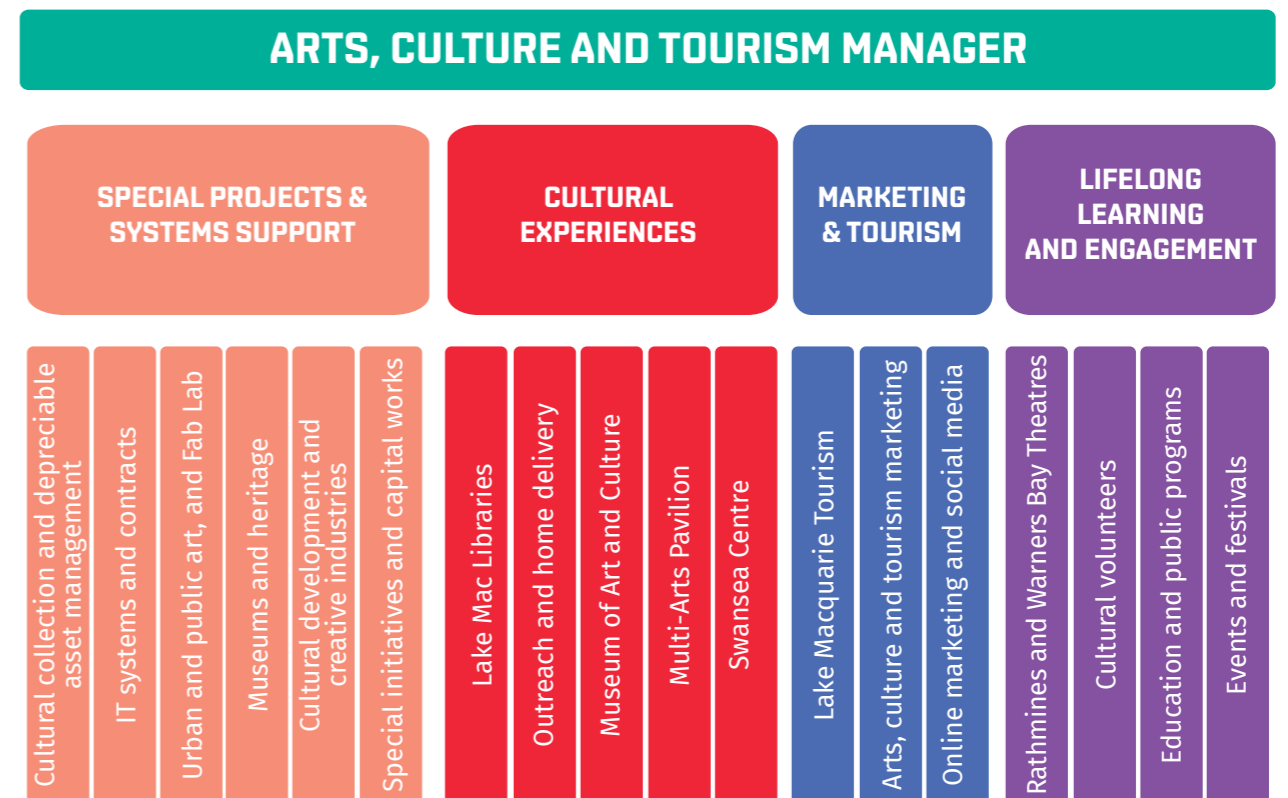 ARTS, CULTURE AND TOURISM MANAGER
SPECIAL PROJECTS &
SYSTEMS SUPPORT
CULTURAL
EXPERIENCES
MARKETING
& TOURISM
LIFELONG
LEARNING
AND ENGAGEMENT
Cultural collection and depreciable
asset management
IT systems and contracts
Urban and public art, and Fab Lab
Museums and heritage
Cultural development and
creative industries
Special initiatives and capital works
Lake Mac Libraries
Outreach and home delivery
Museum of Art and Culture
Multi-Arts Pavilion
Swansea Centre
Lake Macquarie Tourism
Arts, culture and tourism marketing
Online marketing and social media
Rathmines and Warners Bay Theatres
Cultural volunteers
Education and public programs
Events and festivals